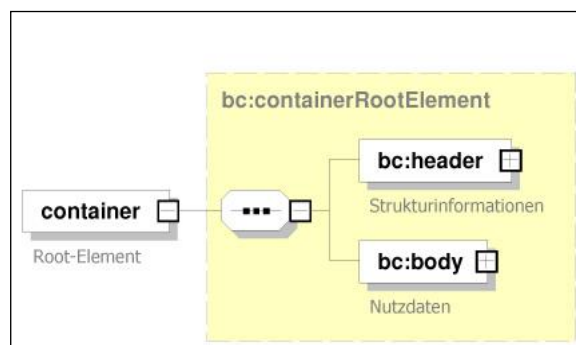 bc:containerRootElement
bc:header
Strukturinformationen
container
Root-Element
bc:body
Nutzdaten